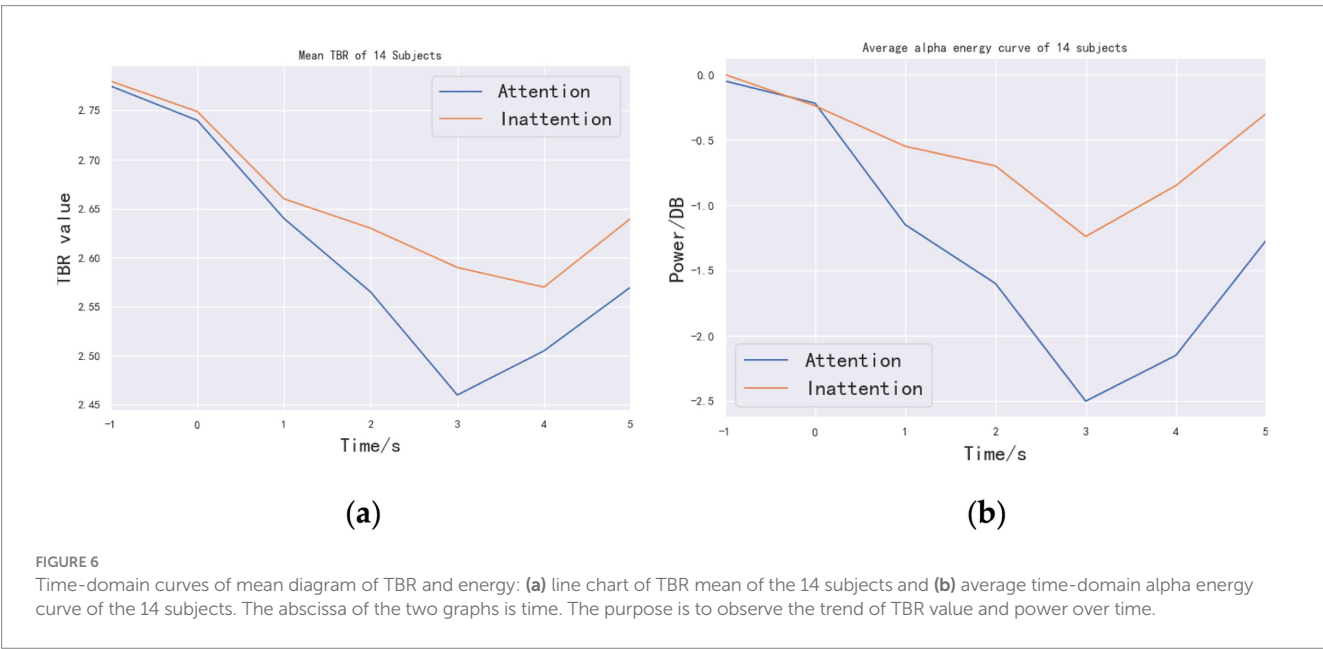 Mean TBR of 14 Subjects
Attention
Inattention
2.75
2.70
2.65
2.60
2.55
2.50
2.45
TBR value
-1 0 1 2 3 4 5
Time/s
(a)
Average alpha energy curve of 14 subjects
0.0
-0.5
-1.0
-1.5
-2.0
-2.5
Power/DB
Attention
Inattention
-1 0 1 2 3 4 5
Time/s
(b)
FIGURE 6
Time-domain curves of mean diagram of TBR and energy: (a) line chart of TBR mean of the 14 subjects and (b) average time-domain alpha energy
curve of the 14 subjects. The abscissa of the two graphs is time. The purpose is to observe the trend of TBR value and power over time.